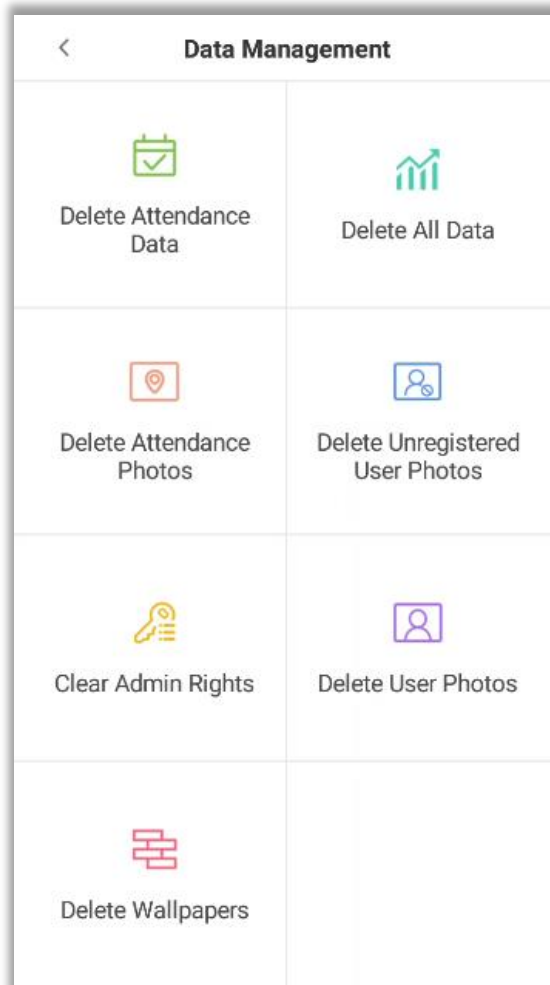 Data Management
Delete Attendance
Data
Delete All Data
Delete Attendance
Photos
Delete Unregistered
User Photos
Clear Admin Rights
Delete User Photos
Delete Wallpapers